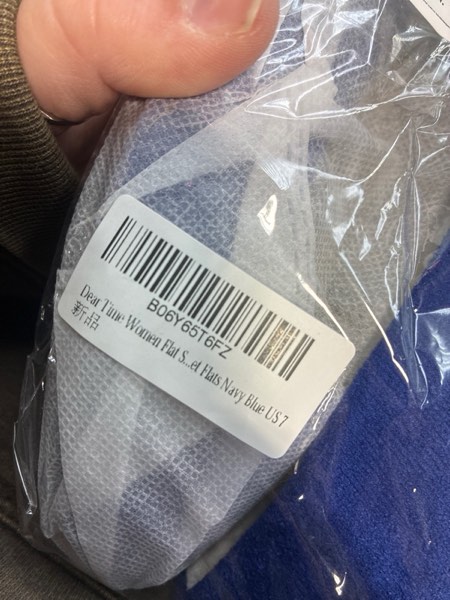 B06Y65T6FZ
Dear Time Women Flat S...et Flats Navy Blue US 7
新品